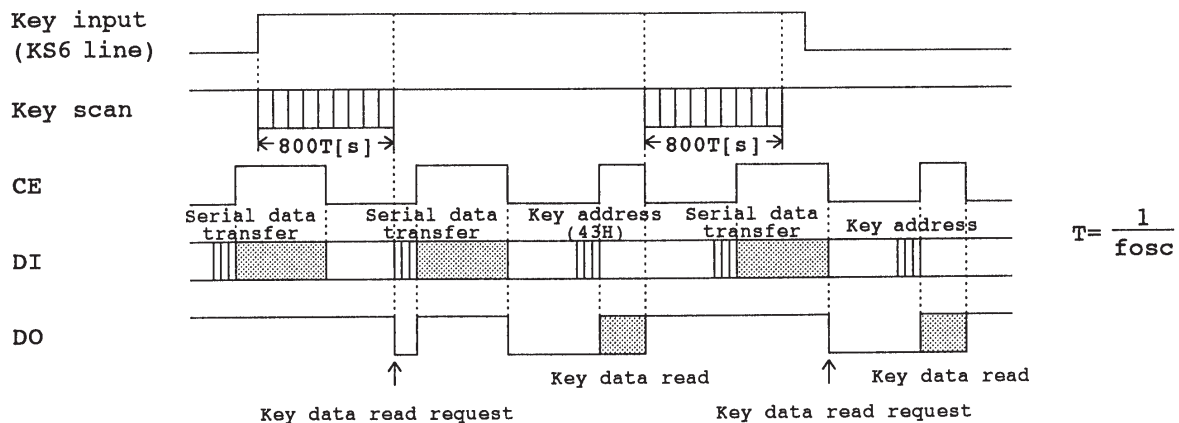 Key input
(KS6 line)
Key scan
800T[s]
800T[s]
CE
Serial data
transfer
Serial data
transfer
Key address
(43H)
Serial data
transfer
Key address
T= 1/fosc
DI
DO
Key data read
Key data read
Key data read request
Key data read request